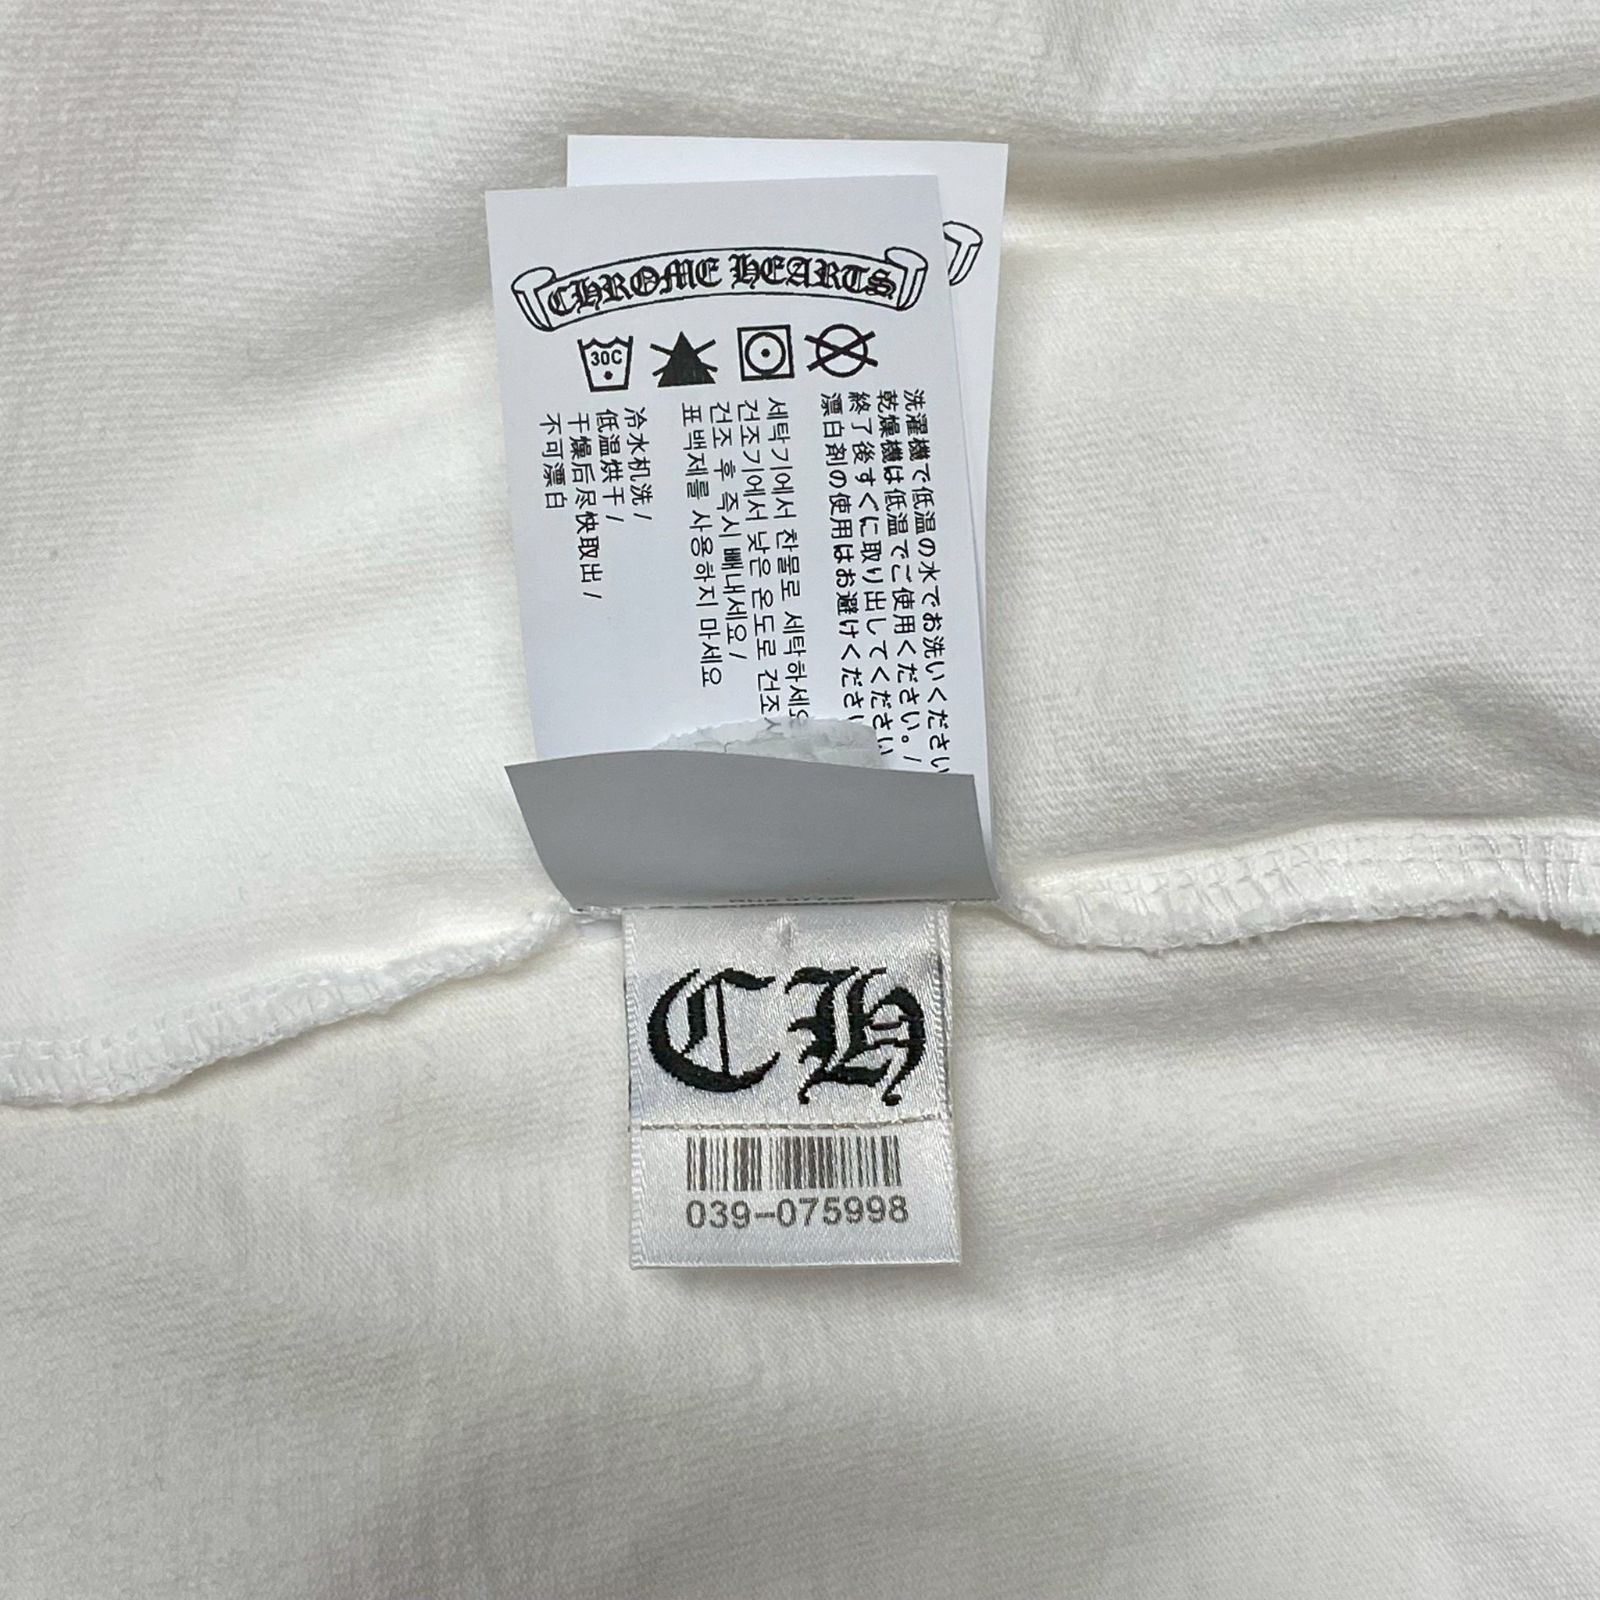 CHROME HEARTS
30C
洗濯機で低温の水でお洗いください
乾燥機は低温でご使用ください。/
終了後すぐに取り出してください
漂白剤の使用はお避けください
세탁기에서 찬물로 세탁하세요
건조기에서 낮은 온도로 건조
건조 후 즉시 빼내세요/
표백제를 사용하지 마세요
冷水机洗/
低温烘干/
干燥后尽快取出/
不可漂白
CH
039-075998